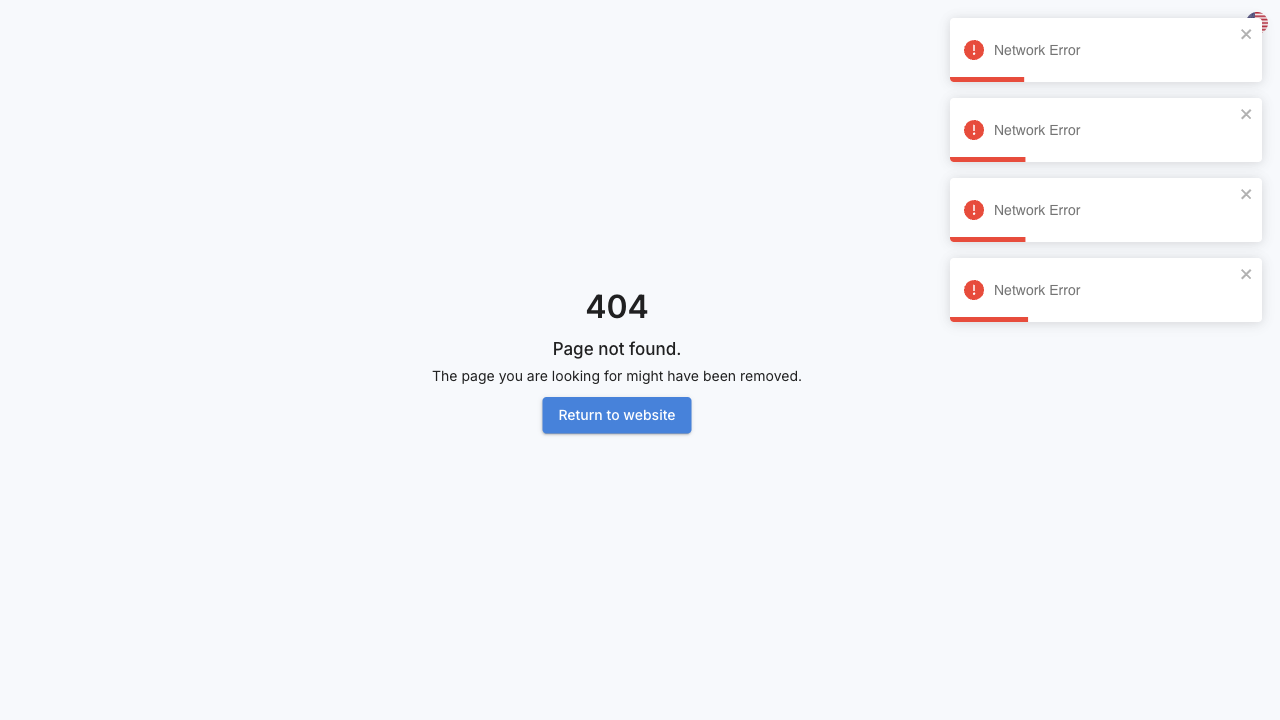 Network Error
Network Error
Network Error
Network Error
404
Page not found.
The page you are looking for might have been removed.
Return to website